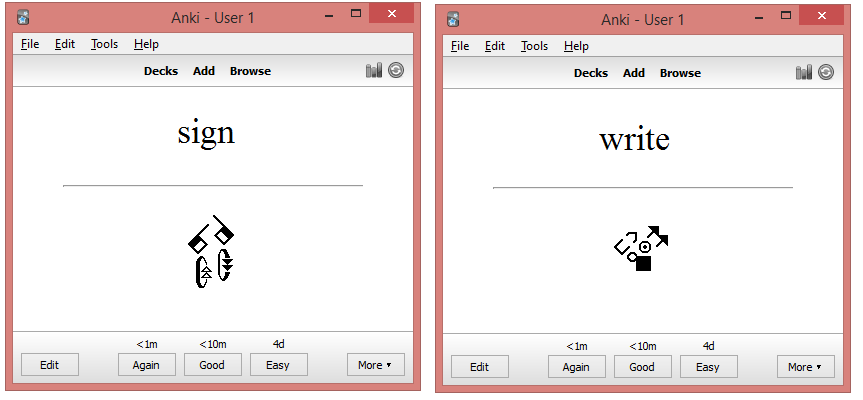 Anki - User 1
File Edit Tools Help
Decks Add Browse
sign
<1m <10m 4d
Edit Again Good Easy More ▾
Anki - User 1
File Edit Tools Help
Decks Add Browse
write
<1m <10m 4d
Edit Again Good Easy More ▾